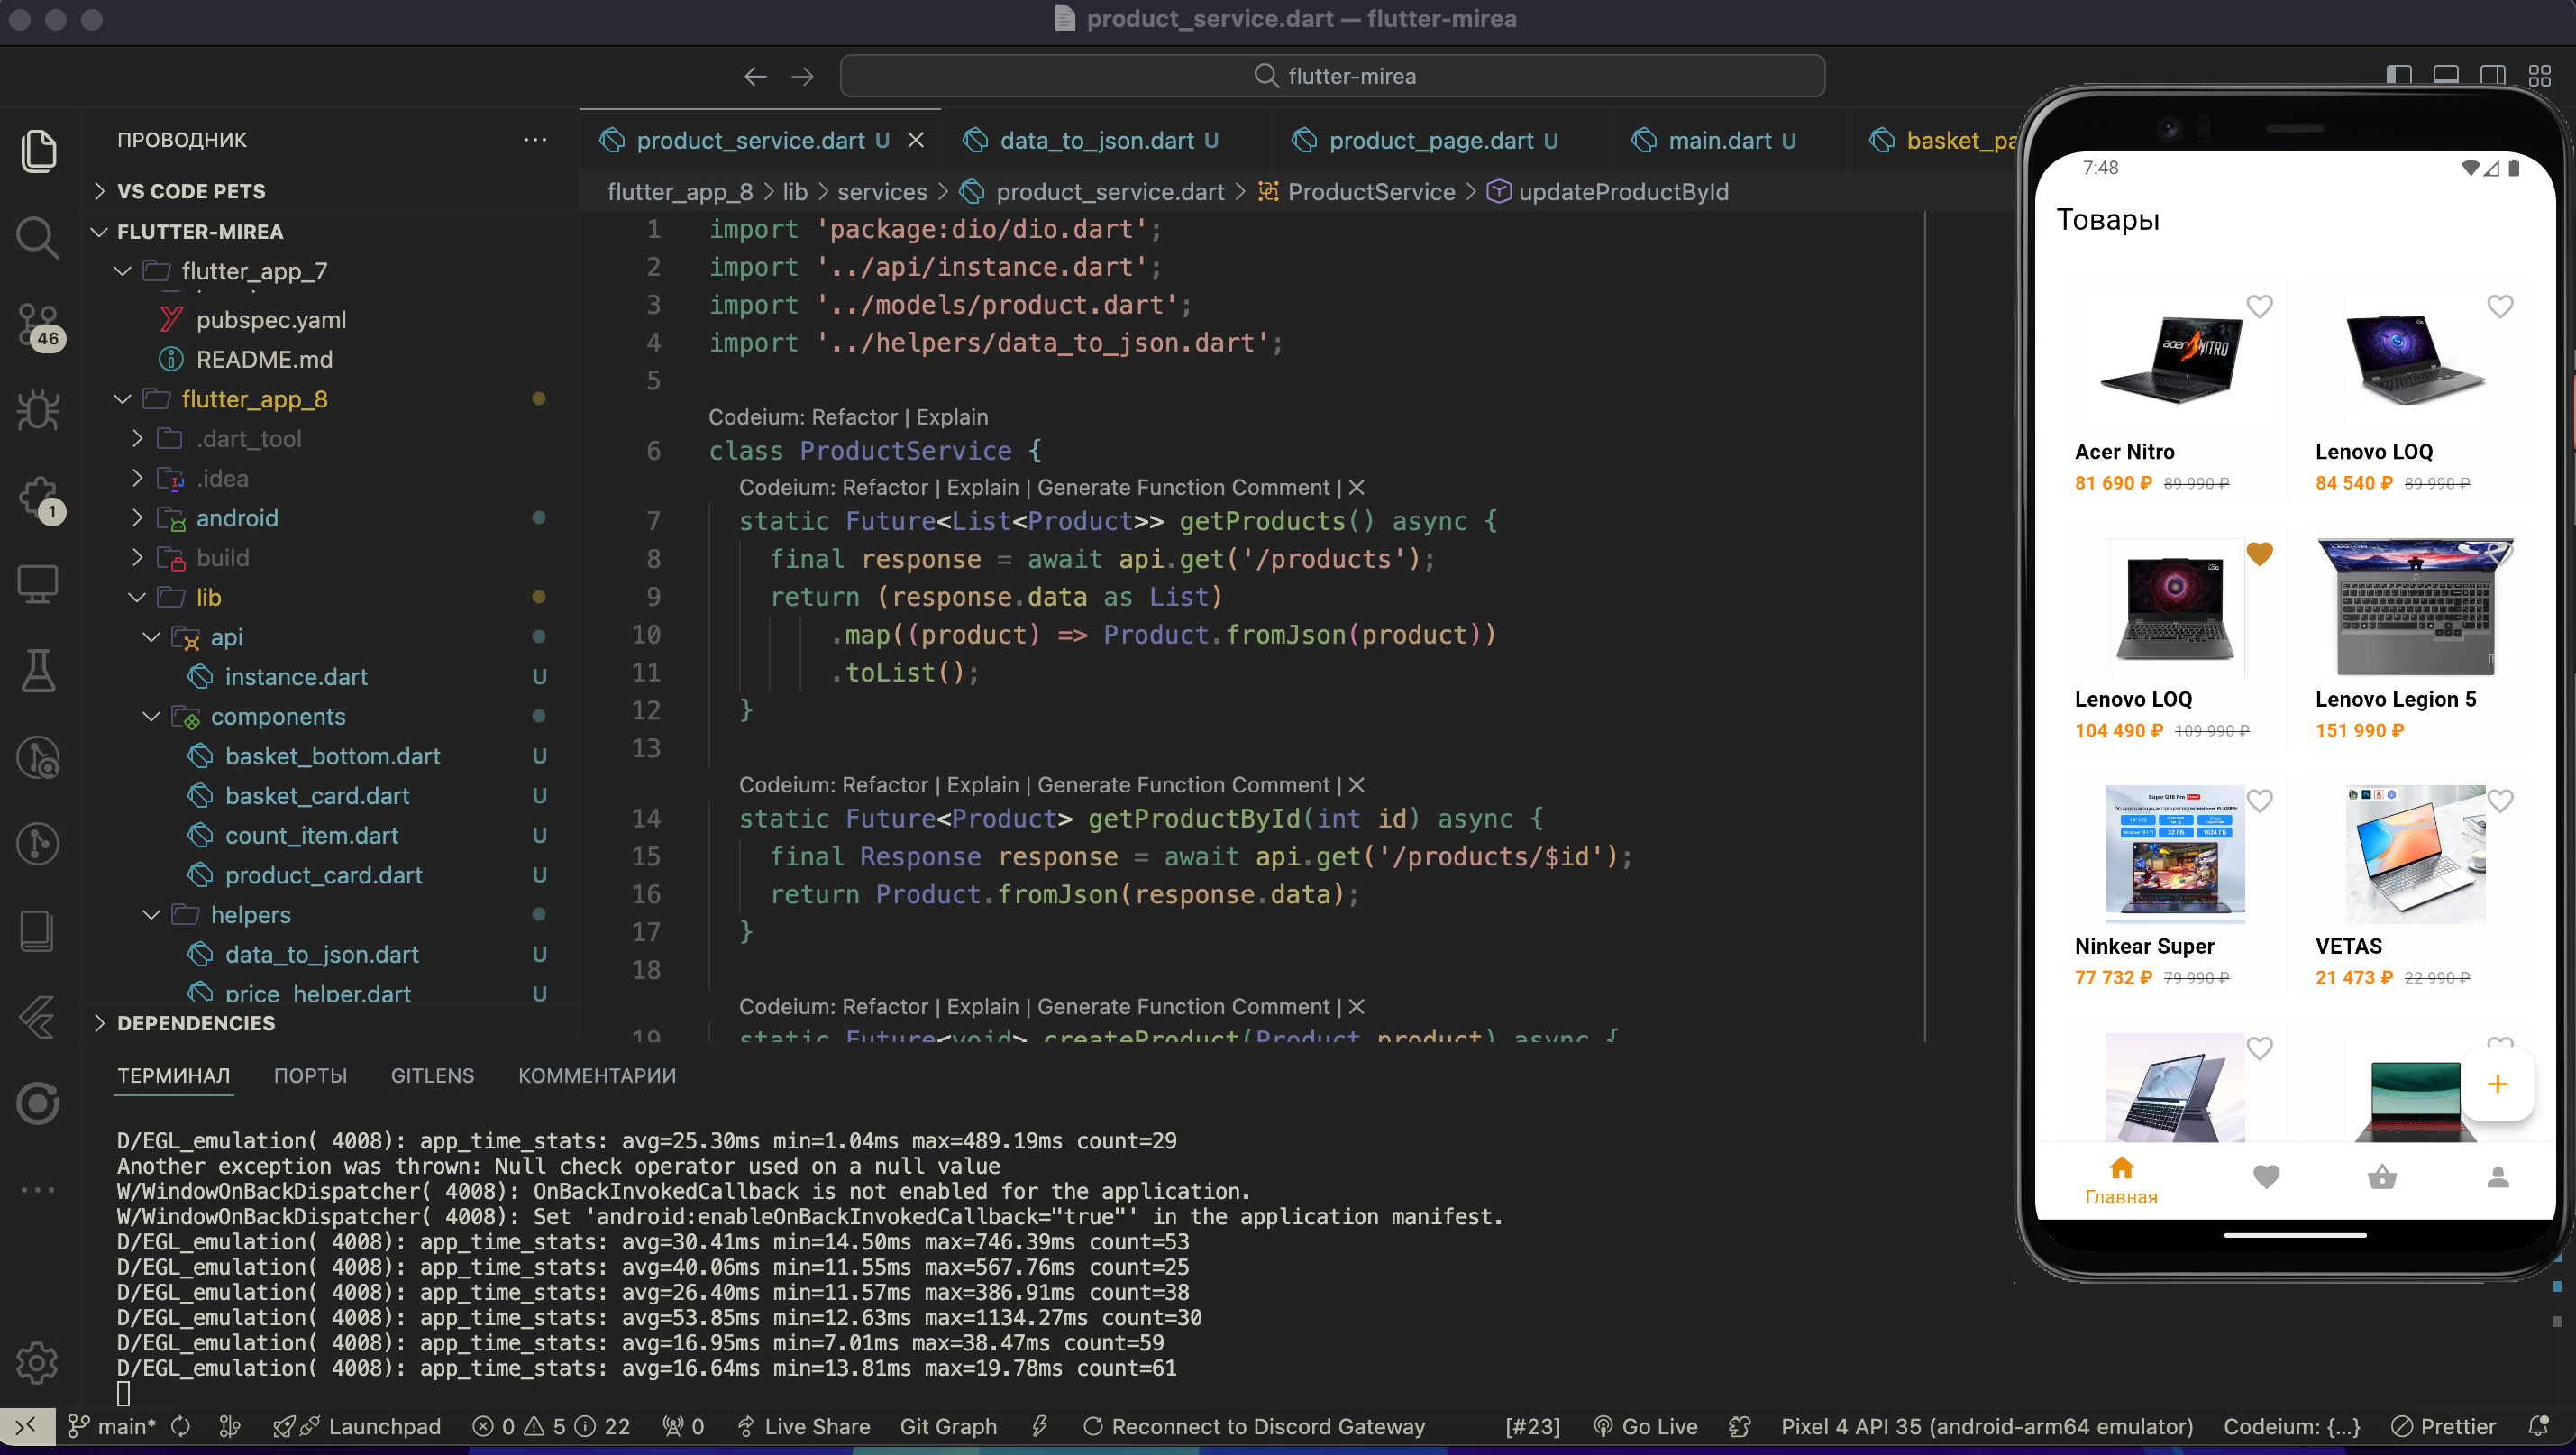 product_service.dart — flutter-mirea
flutter-mirea
ПРОВОДНИК
VS CODE PETS
FLUTTER-MIREA
flutter_app_7
pubspec.yaml
README.md
flutter_app_8
.dart_tool
.idea
android
build
lib
api
instance.dart U
components
basket_bottom.dart U
basket_card.dart U
count_item.dart U
product_card.dart U
helpers
data_to_json.dart U
price_helper.dart U
DEPENDENCIES
46
1
product_service.dart U
data_to_json.dart U
product_page.dart U
main.dart U
basket_pa
flutter_app_8 > lib > services > product_service.dart > ProductService > updateProductById
1 import 'package:dio/dio.dart';
2 import '../api/instance.dart';
3 import '../models/product.dart';
4 import '../helpers/data_to_json.dart';
5
Codeium: Refactor | Explain
6 class ProductService {
Codeium: Refactor | Explain | Generate Function Comment | ×
7 static Future<List<Product>> getProducts() async {
8 final response = await api.get('/products');
9 return (response.data as List)
10 .map((product) => Product.fromJson(product))
11 .toList();
12 }
13
Codeium: Refactor | Explain | Generate Function Comment | ×
14 static Future<Product> getProductById(int id) async {
15 final Response response = await api.get('/products/$id');
16 return Product.fromJson(response.data);
17 }
18
Codeium: Refactor | Explain | Generate Function Comment | ×
19 static Future<void> createProduct(Product product) async {
ТЕРМИНАЛ ПОРТЫ GITLENS КОММЕНТАРИИ
D/EGL_emulation( 4008): app_time_stats: avg=25.30ms min=1.04ms max=489.19ms count=29
Another exception was thrown: Null check operator used on a null value
W/WindowOnBackDispatcher( 4008): OnBackInvokedCallback is not enabled for the application.
W/WindowOnBackDispatcher( 4008): Set 'android:enableOnBackInvokedCallback="true"' in the application manifest.
D/EGL_emulation( 4008): app_time_stats: avg=30.41ms min=14.50ms max=746.39ms count=53
D/EGL_emulation( 4008): app_time_stats: avg=40.06ms min=11.55ms max=567.76ms count=25
D/EGL_emulation( 4008): app_time_stats: avg=26.40ms min=11.57ms max=386.91ms count=38
D/EGL_emulation( 4008): app_time_stats: avg=53.85ms min=12.63ms max=1134.27ms count=30
D/EGL_emulation( 4008): app_time_stats: avg=16.95ms min=7.01ms max=38.47ms count=59
D/EGL_emulation( 4008): app_time_stats: avg=16.64ms min=13.81ms max=19.78ms count=61
main* Launchpad 0 5 22 0 Live Share Git Graph Reconnect to Discord Gateway [#23] Go Live Pixel 4 API 35 (android-arm64 emulator) Codeium: {...} Prettier
7:48
Товары
acer NITRO
Acer Nitro
81 690 ₽ 89 990 ₽
Lenovo LOQ
84 540 ₽ 89 990 ₽
Lenovo LOQ
104 490 ₽ 109 990 ₽
LEGION
Lenovo Legion 5
151 990 ₽
Super G16 Pro
32 ГБ
1024 ГБ
Ninkear Super
77 732 ₽ 79 990 ₽
VETAS
21 473 ₽ 22 990 ₽
Главная